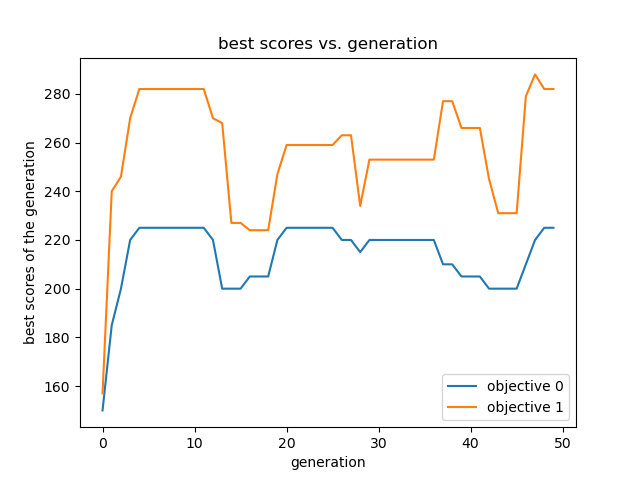 best scores vs. generation
best scores of the generation
280
260
240
220
200
180
160
0 10 20 30 40 50
generation
objective 0
objective 1